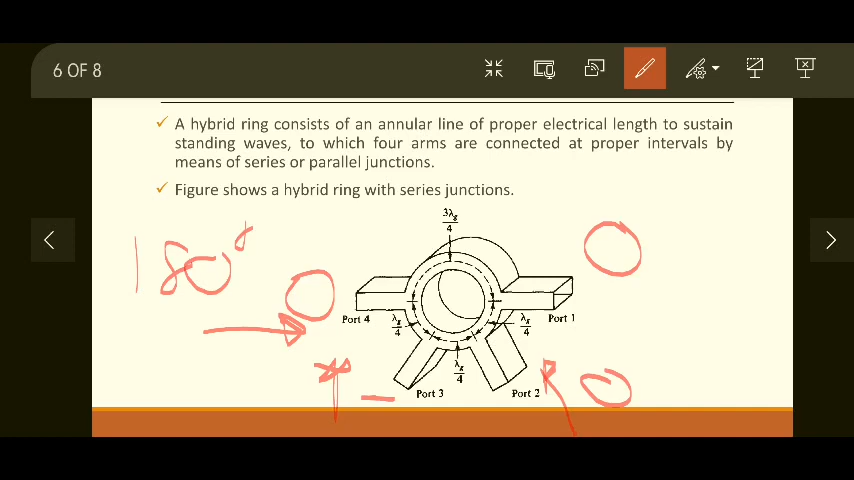 6 OF 8
✓ A hybrid ring consists of an annular line of proper electrical length to sustain
standing waves, to which four arms are connected at proper intervals by
means of series or parallel junctions.
✓ Figure shows a hybrid ring with series junctions.
3λg
4
180°
0
0
Port 4
λg
4
λg
4
Port 1
λg
4
Port 3
Port 2
0